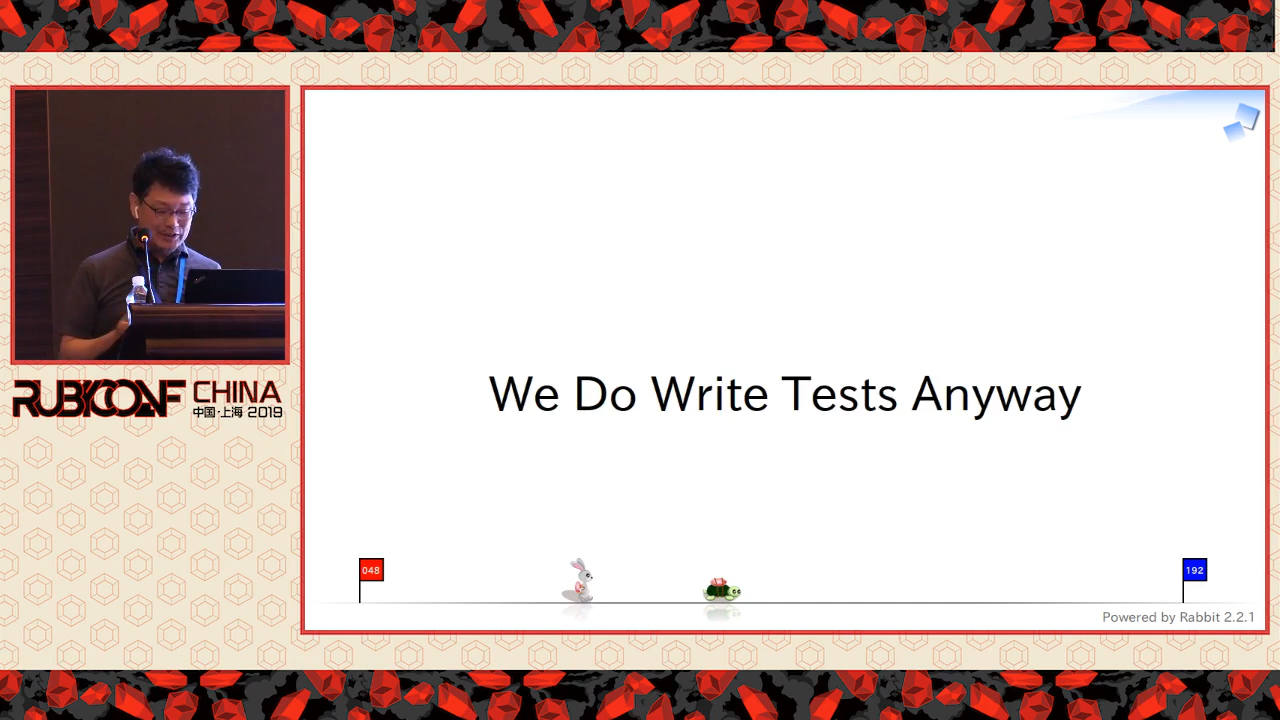 RUBYCONF CHINA
中国·上海 2019
We Do Write Tests Anyway
048
192
Powered by Rabbit 2.2.1